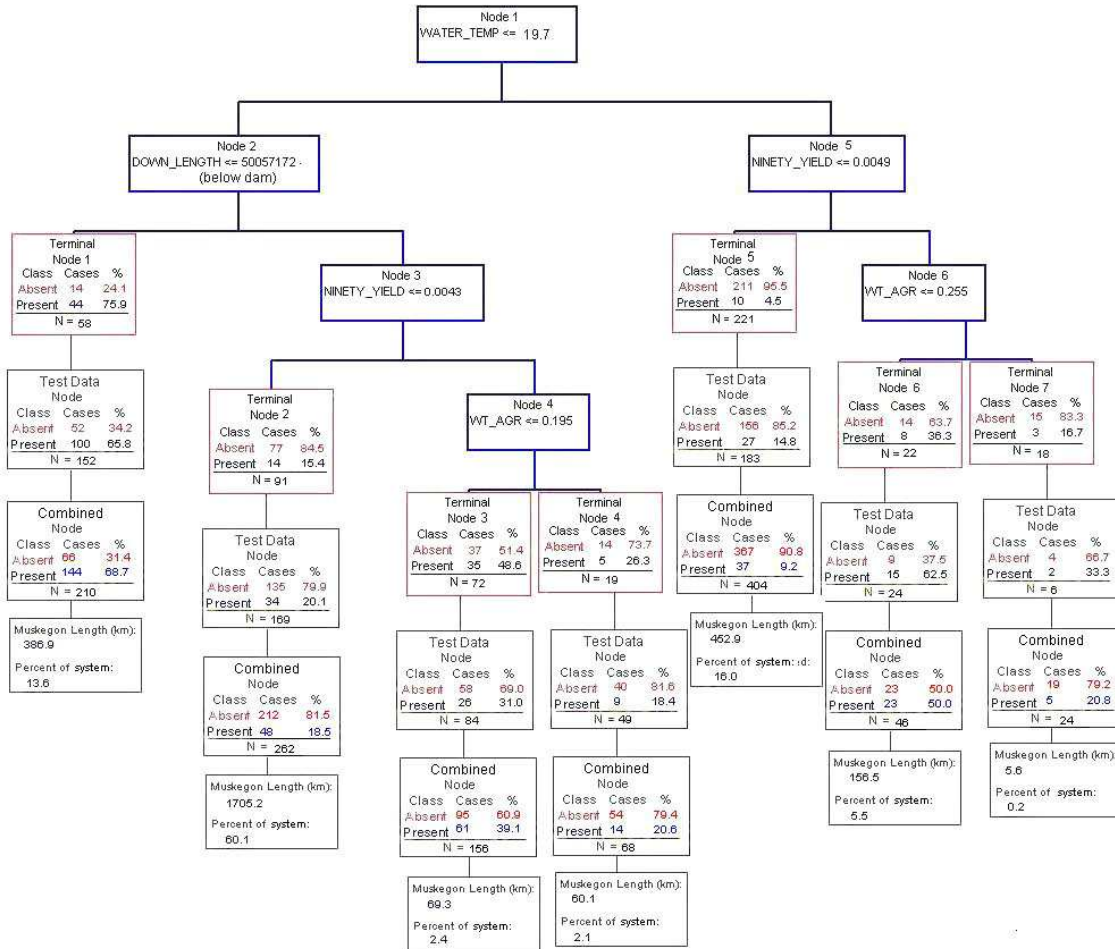 Node 1
WATER_TEMP <= 19.7
Node 2
DOWN_LENGTH <= 50057172 -
(below dam)
Node 5
NINETY_YIELD <= 0.0049
Terminal
Node 1
Class Cases %
Absent 14 24.1
Present 44 75.9
N = 58
Test Data
Node
Class Cases %
Absent 52 34.2
Present 100 65.8
N = 152
Combined
Node
Class Cases %
Absent 66 31.4
Present 144 68.7
N = 210
Muskegon Length (km):
386.9
Percent of system:
13.6
Node 3
NINETY_YIELD <= 0.0043
Terminal
Node 2
Class Cases %
Absent 77 84.5
Present 14 15.4
N = 91
Test Data
Node
Class Cases %
Absent 135 79.9
Present 34 20.1
N = 169
Combined
Node
Class Cases %
Absent 212 81.5
Present 48 18.5
N = 262
Muskegon Length (km):
1705.2
Percent of system:
60.1
Node 4
WT_AGR <= 0.195
Terminal
Node 3
Class Cases %
Absent 37 51.4
Present 35 48.6
N = 72
Test Data
Node
Class Cases %
Absent 58 69.0
Present 26 31.0
N = 84
Combined
Node
Class Cases %
Absent 95 60.9
Present 61 39.1
N = 156
Muskegon Length (km):
69.3
Percent of system:
2.4
Terminal
Node 4
Class Cases %
Absent 14 73.7
Present 5 26.3
N = 19
Test Data
Node
Class Cases %
Absent 40 81.6
Present 9 18.4
N = 49
Combined
Node
Class Cases %
Absent 54 79.4
Present 14 20.6
N = 68
Muskegon Length (km):
60.1
Percent of system:
2.1
Terminal
Node 5
Class Cases %
Absent 211 95.5
Present 10 4.5
N = 221
Test Data
Node
Class Cases %
Absent 156 85.2
Present 27 14.8
N = 183
Combined
Node
Class Cases %
Absent 367 90.8
Present 37 9.2
N = 404
Muskegon Length (km):
452.9
Percent of system: :d:
16.0
Node 6
WT_AGR <= 0.255
Terminal
Node 6
Class Cases %
Absent 14 63.7
Present 8 36.3
N = 22
Test Data
Node
Class Cases %
Absent 9 37.5
Present 15 62.5
N = 24
Combined
Node
Class Cases %
Absent 23 50.0
Present 23 50.0
N = 46
Muskegon Length (km):
156.5
Percent of system:
5.5
Terminal
Node 7
Class Cases %
Absent 15 83.3
Present 3 16.7
N = 18
Test Data
Node
Class Cases %
Absent 4 66.7
Present 2 33.3
N = 6
Combined
Node
Class Cases %
Absent 19 79.2
Present 5 20.8
N = 24
Muskegon Length (km):
5.6
Percent of system:
0.2